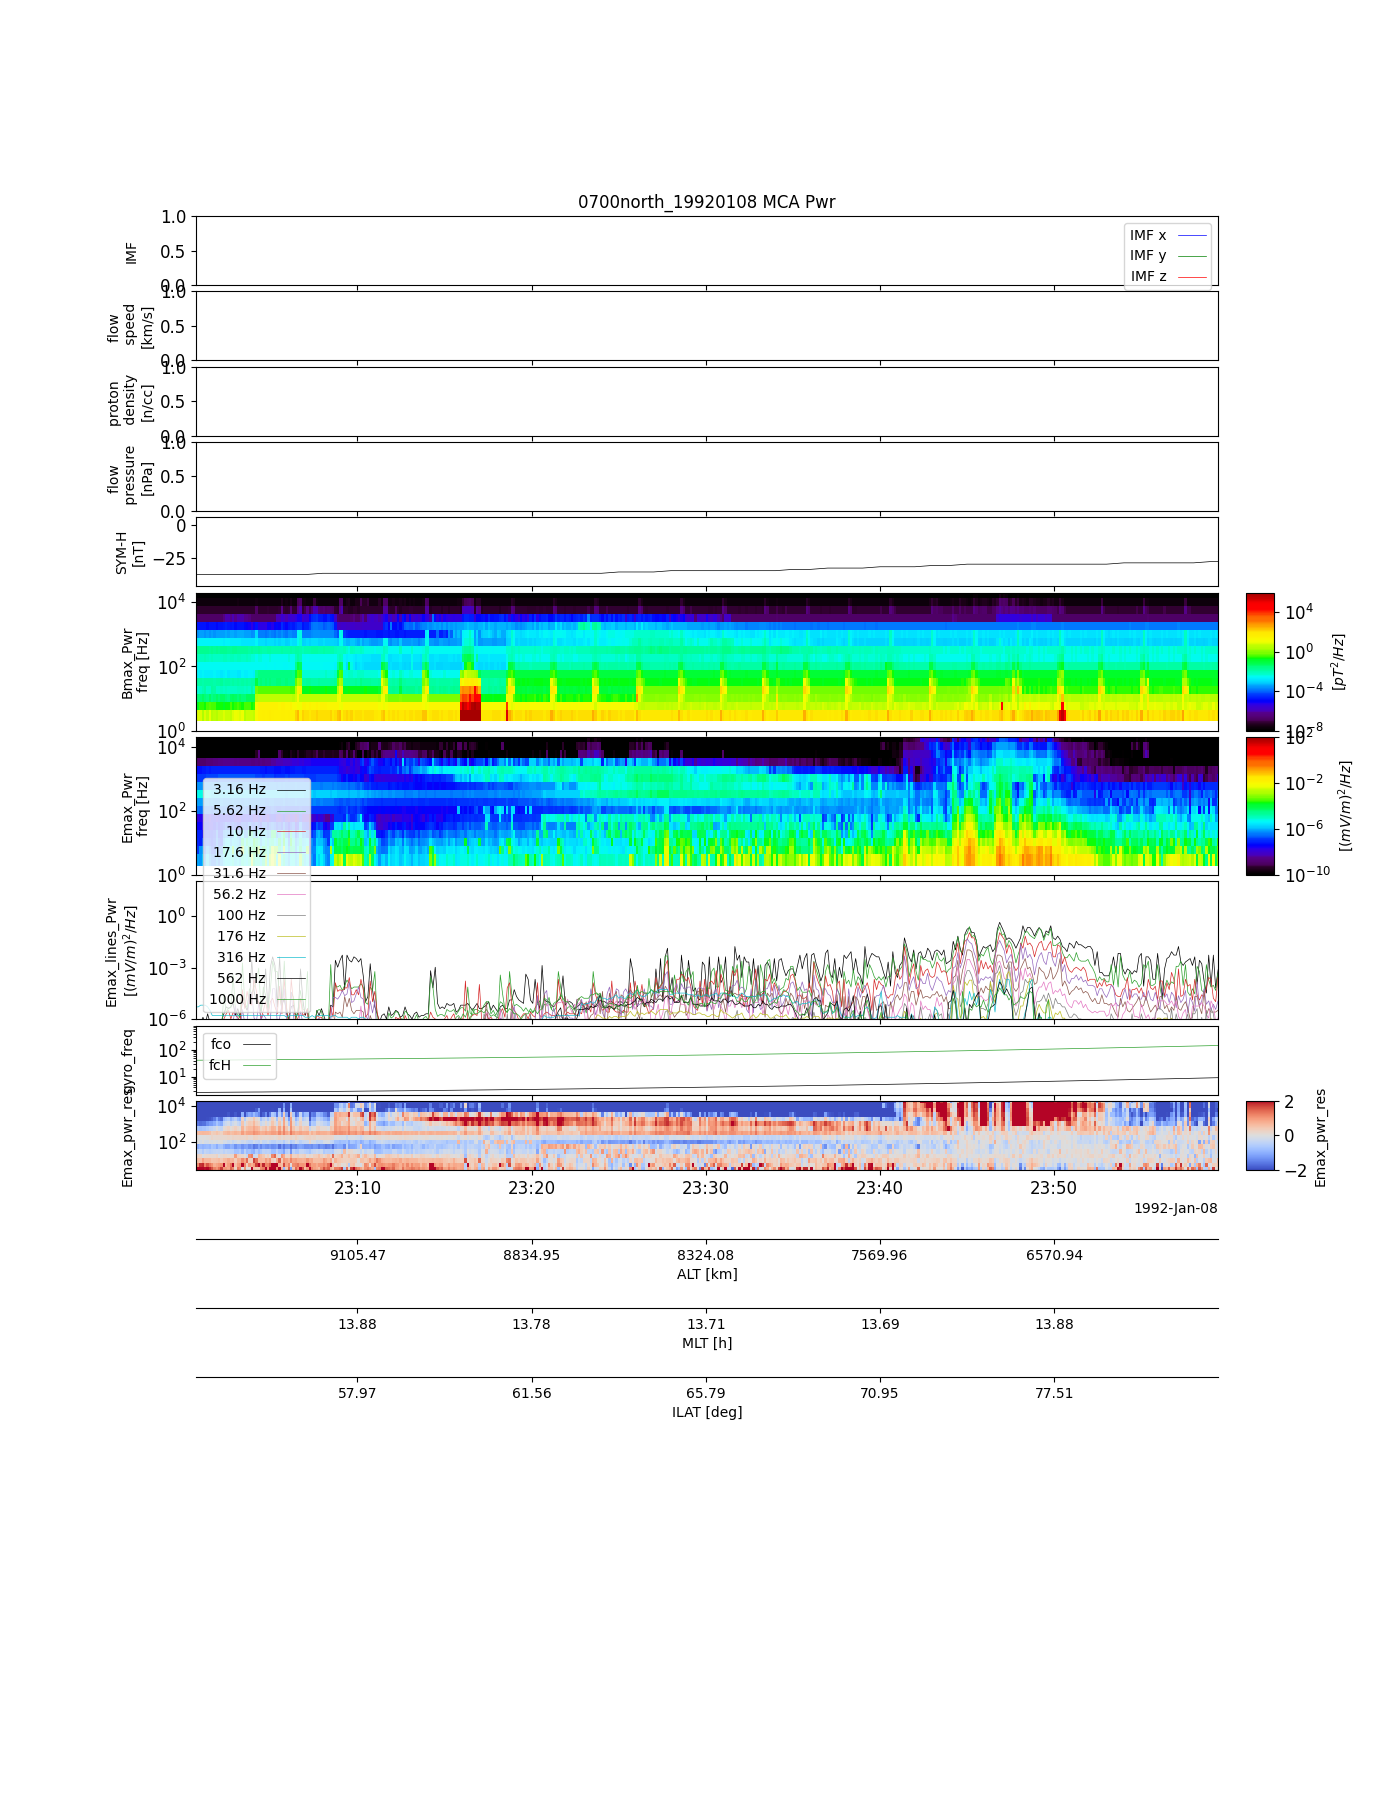 0700north_19920108 MCA Pwr
1.0
0.5
0.0
IMF
IMF x
IMF y
IMF z
1.0
0.5
0.0
flow
speed
[km/s]
1.0
0.5
0.0
proton
density
[n/cc]
1.0
0.5
0.0
flow
pressure
[nPa]
0
−25
SYM-H
[nT]
10^4
10^2
10^0
Bmax_Pwr
freq [Hz]
10^4
10^0
10^−4
10^−8
[pT^2/Hz]
10^4
10^2
10^0
Emax_Pwr
freq [Hz]
10^2
10^−2
10^−6
10^−10
[(mV/m)^2/Hz]
3.16 Hz
5.62 Hz
10 Hz
17.6 Hz
31.6 Hz
56.2 Hz
100 Hz
176 Hz
316 Hz
562 Hz
1000 Hz
10^0
10^−3
10^−6
Emax_lines_Pwr
[(mV/m)^2/Hz]
10^2
10^1
gyro_freq
fco
fcH
10^4
10^2
Emax_pwr_res
2
0
−2
Emax_pwr_res
23:10 23:20 23:30 23:40 23:50
1992-Jan-08
9105.47 8834.95 8324.08 7569.96 6570.94
ALT [km]
13.88 13.78 13.71 13.69 13.88
MLT [h]
57.97 61.56 65.79 70.95 77.51
ILAT [deg]